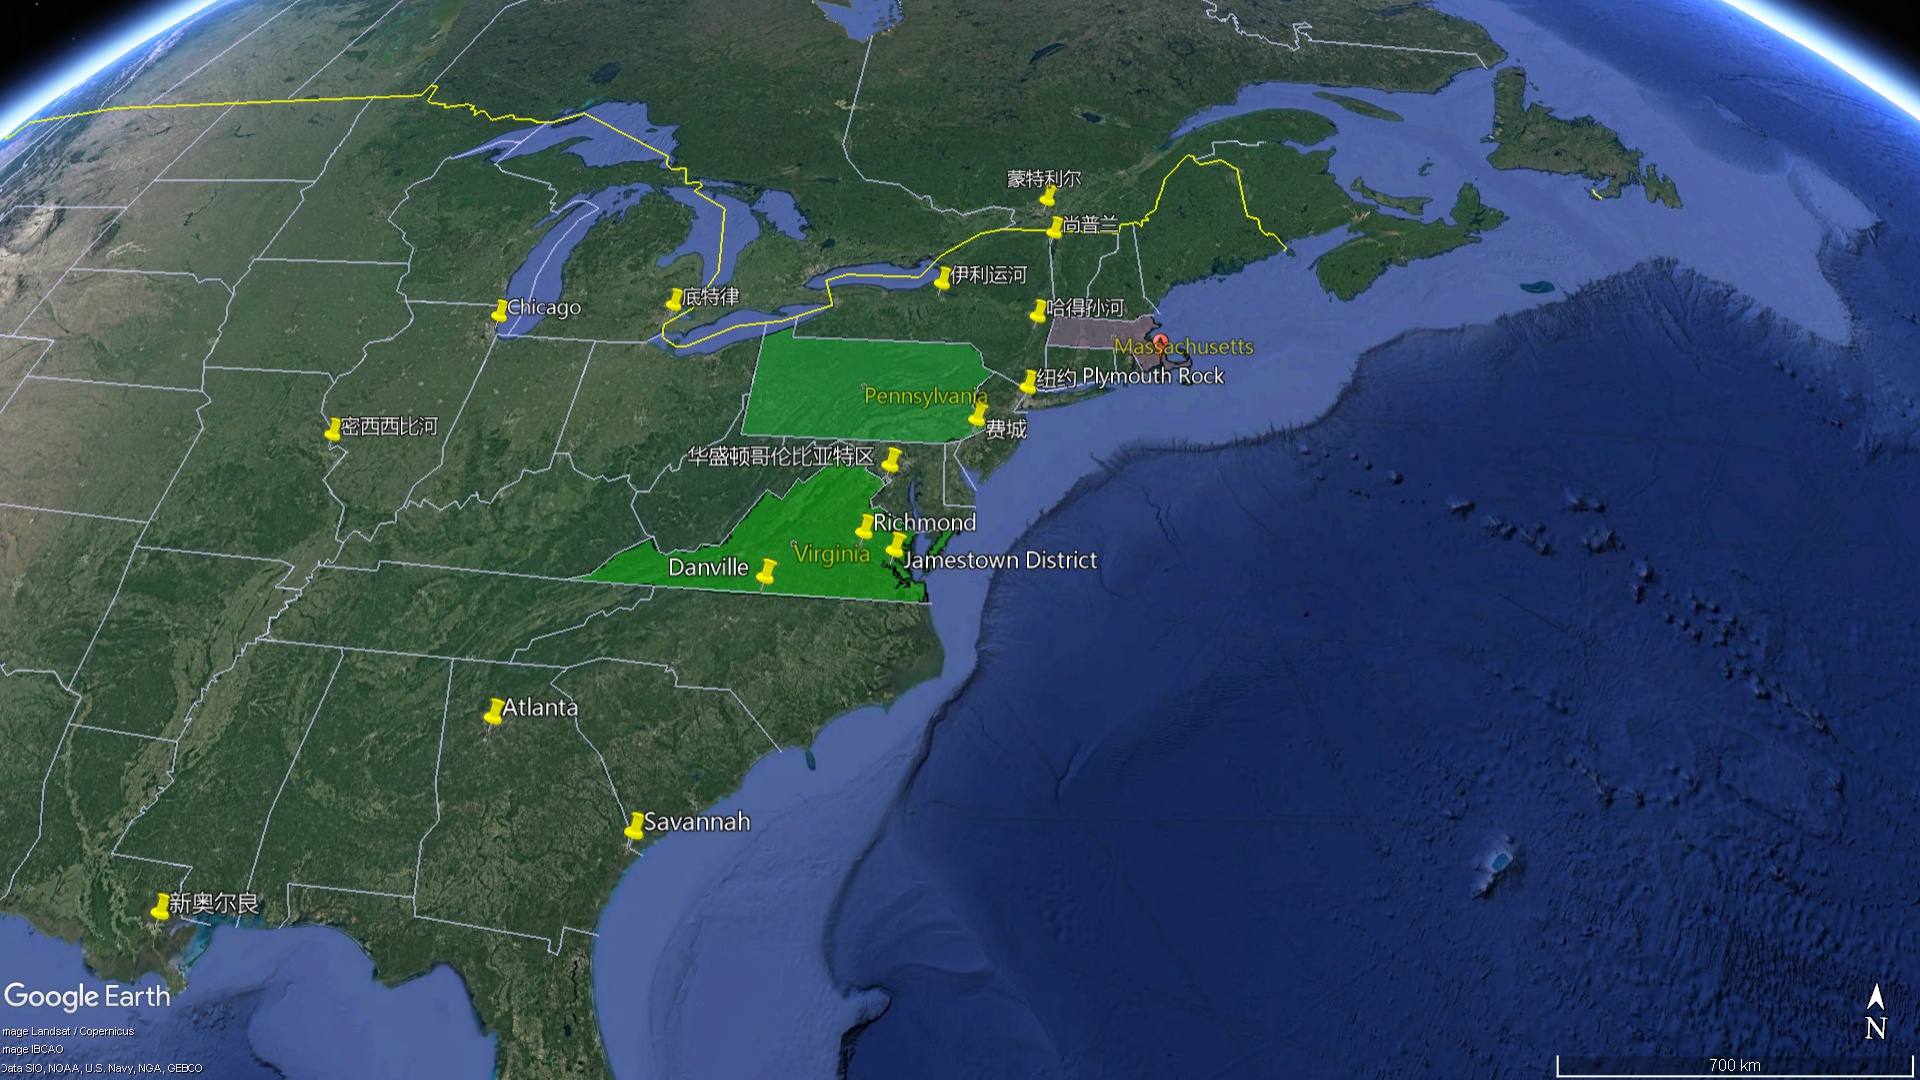 蒙特利尔
尚普兰
伊利运河
底特律
Chicago
哈得孙河
Massachusetts
纽约 Plymouth Rock
Pennsylvania
密西西比河
费城
华盛顿哥伦比亚特区
Richmond
Virginia
Jamestown District
Danville
Atlanta
Savannah
新奥尔良
Google Earth
mage Landsat / Copernicus
mage IBCAO
Data SIO, NOAA, U.S. Navy, NGA, GEBCO
N
700 km